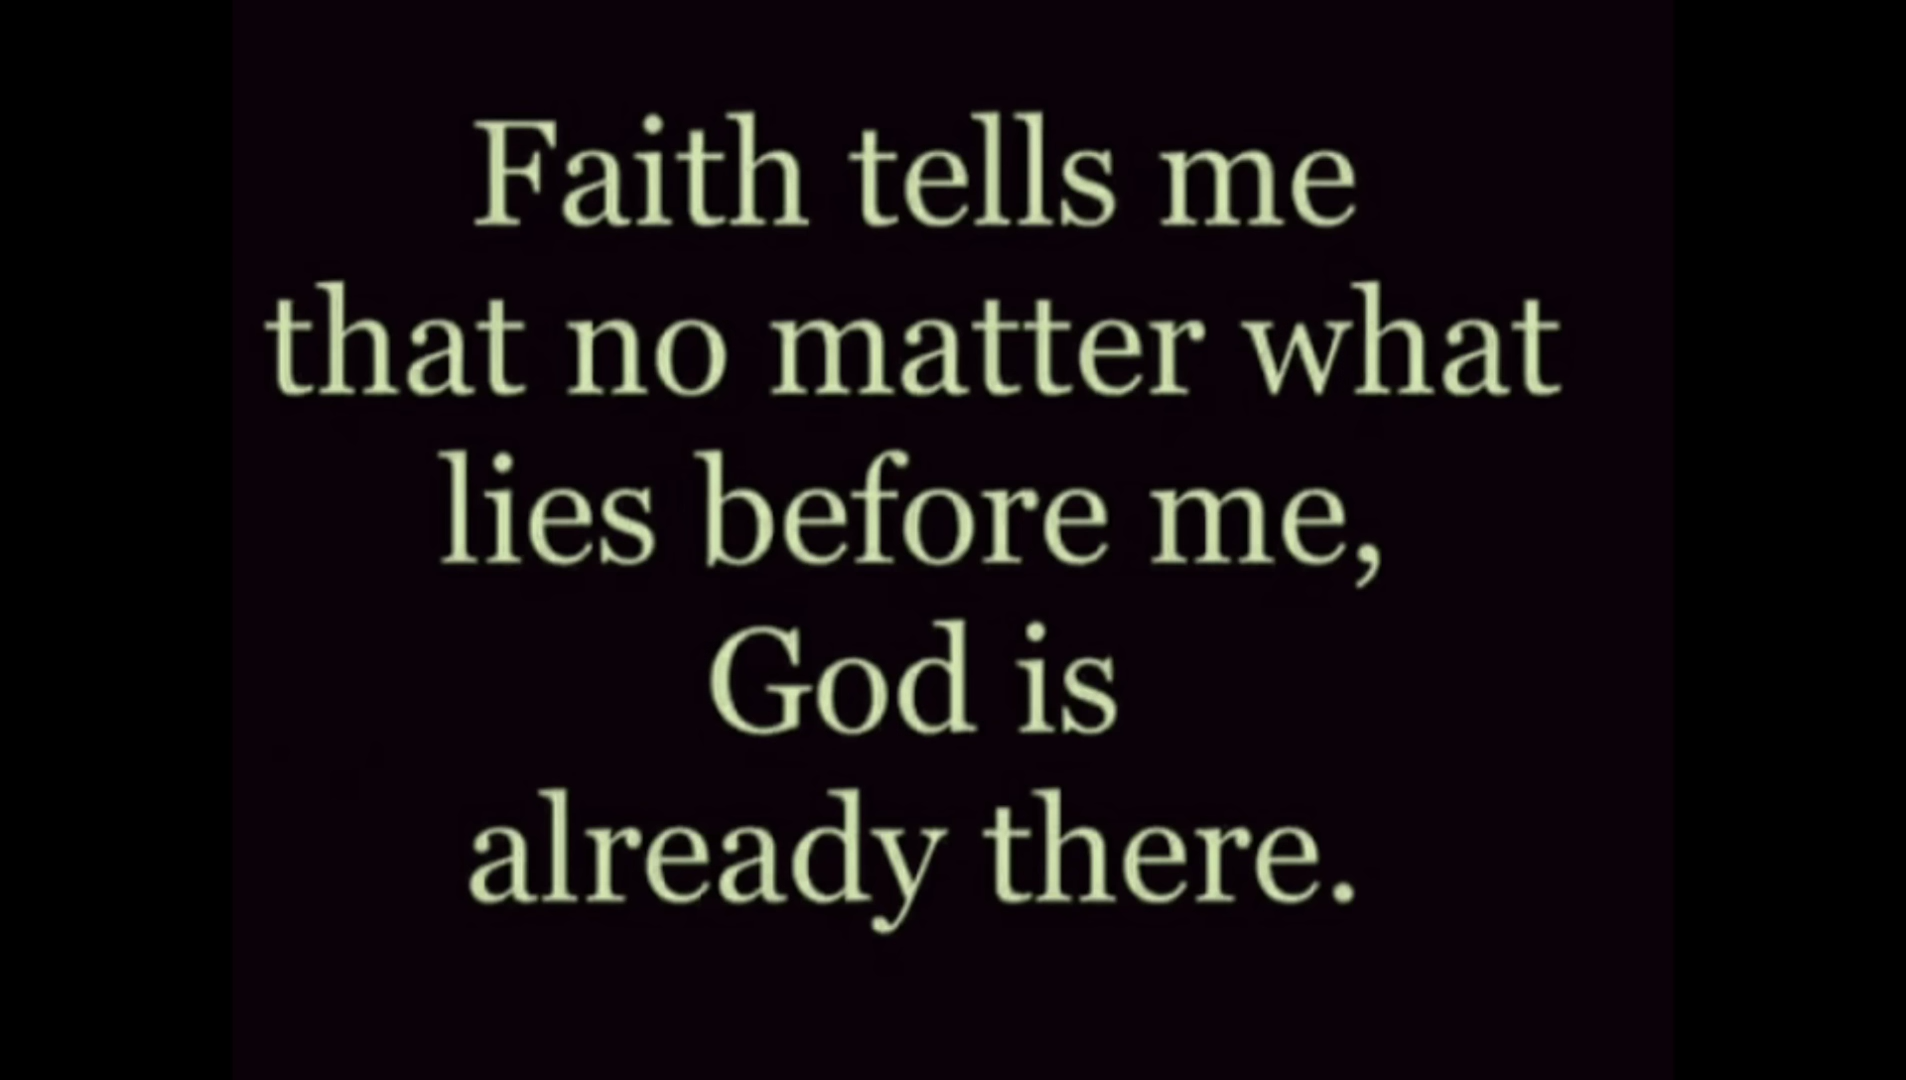 Faith tells me
that no matter what
lies before me,
God is
already there.